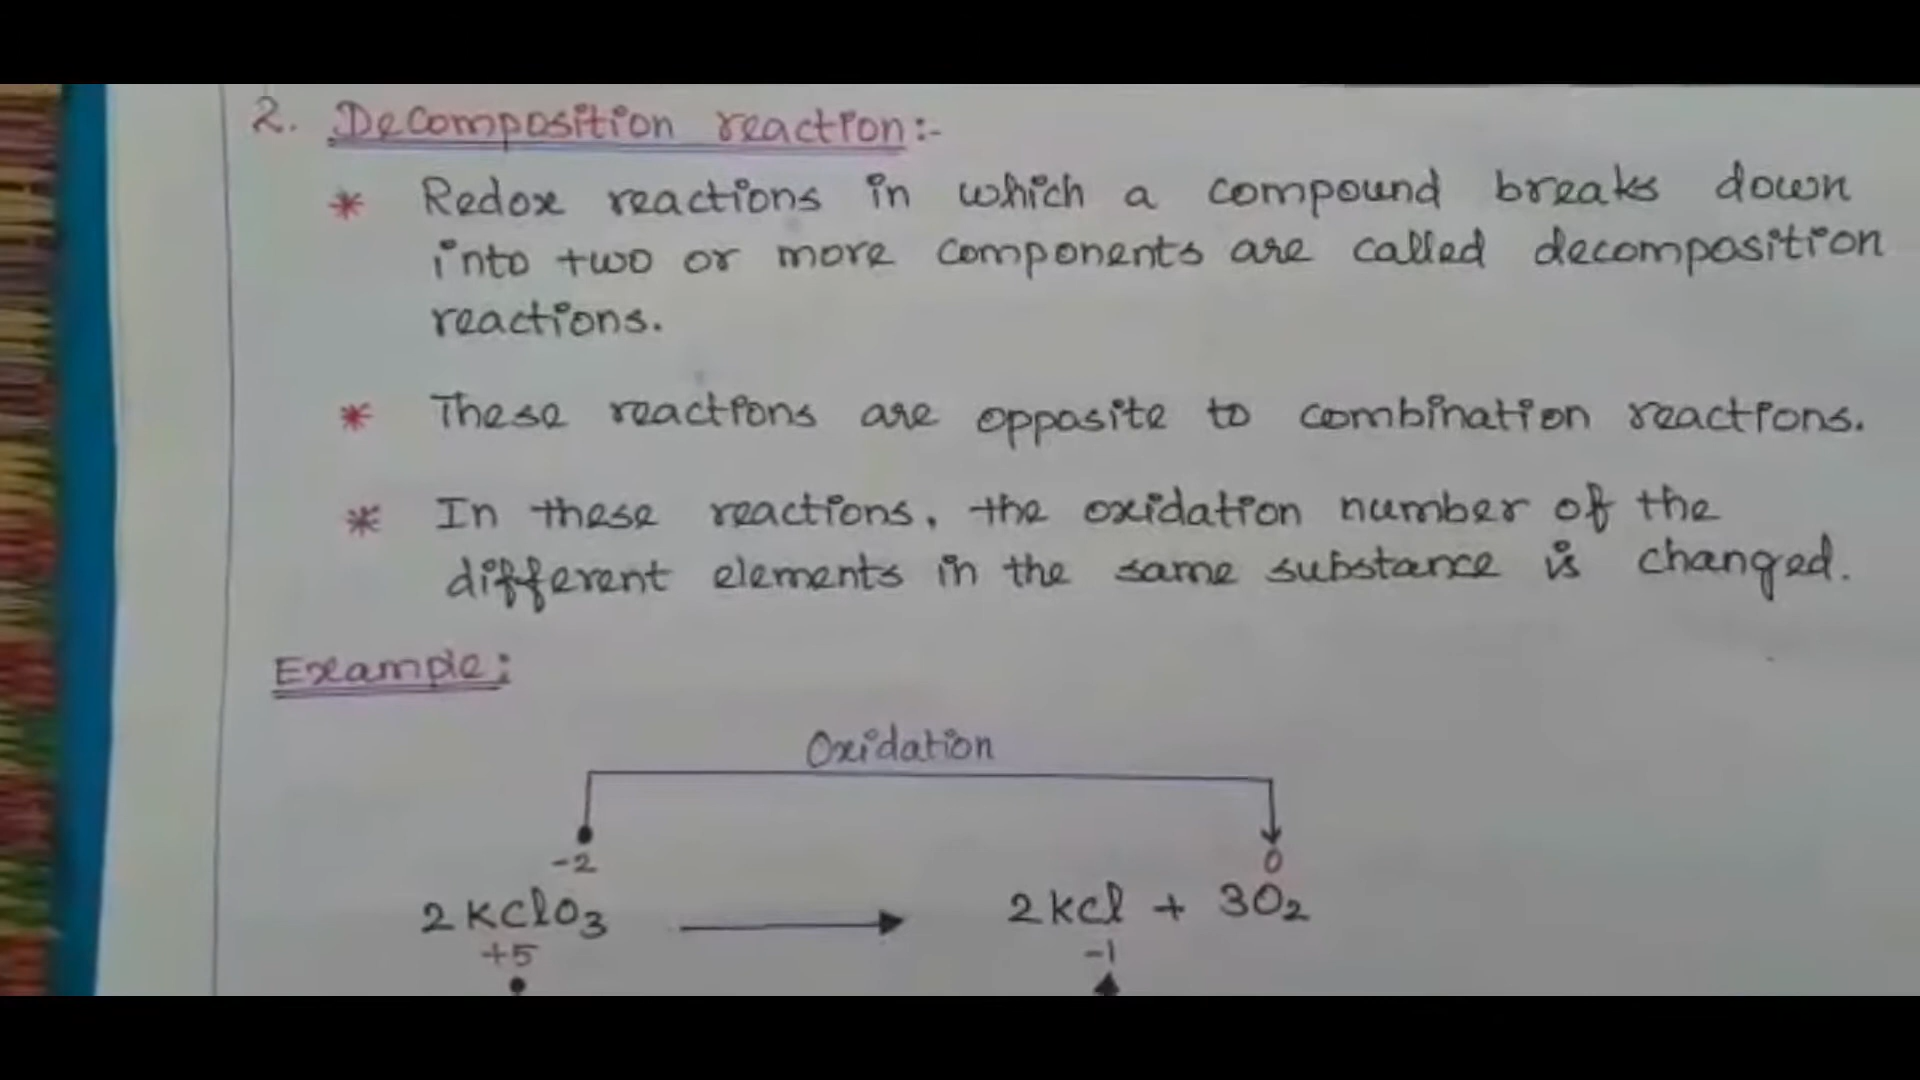 2. Decomposition reaction:-
* Redox reactions in which a compound breaks down
into two or more components are called decomposition
reactions.
* These reactions are opposite to combination reactions.
* In these reactions, the oxidation number of the
different elements in the same substance is changed.
Example:
Oxidation
-2 0
2KClO3 → 2KCl + 3O2
+5 -1